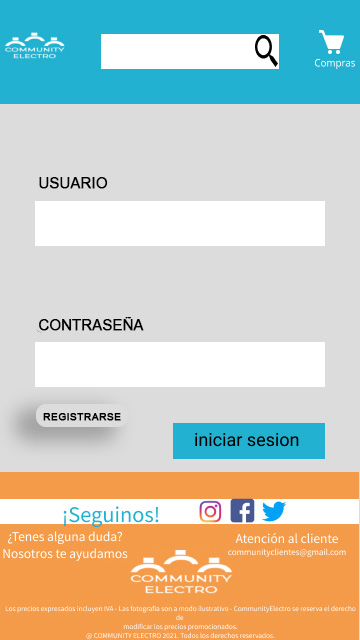 COMMUNITY
ELECTRO
Compras
USUARIO
CONTRASEÑA
REGISTRARSE
iniciar sesion
¡Seguinos!
¿Tenes alguna duda?
Nosotros te ayudamos
Atención al cliente
communityclientes@gmail.com
COMMUNITY
ELECTRO
Los precios expresados incluyen IVA - Las fotografía son a modo ilustrativo - CommunityElectro se reserva el derecho
de
modificar los precios promocionados.
@ COMMUNITY ELECTRO 2021. Todos los derechos reservados.